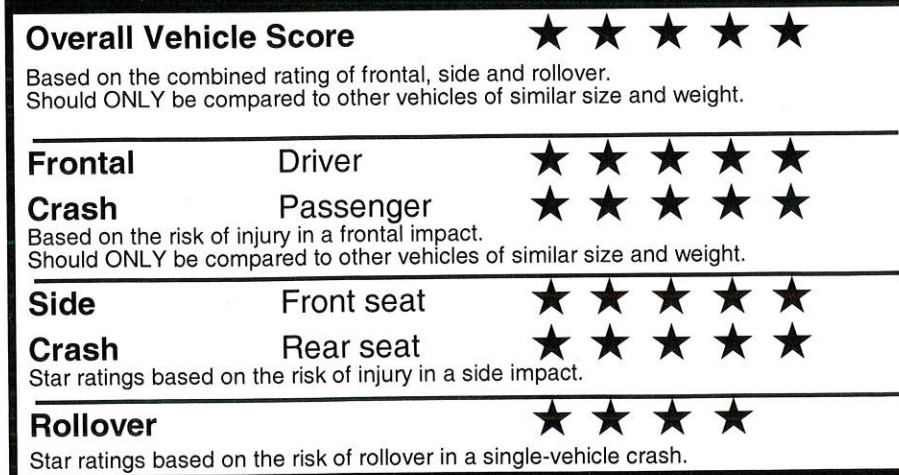 Overall Vehicle Score ★ ★ ★ ★ ★
Based on the combined rating of frontal, side and rollover.
Should ONLY be compared to other vehicles of similar size and weight.
Frontal Driver ★ ★ ★ ★ ★
Crash Passenger ★ ★ ★ ★ ★
Based on the risk of injury in a frontal impact.
Should ONLY be compared to other vehicles of similar size and weight.
Side Front seat ★ ★ ★ ★ ★
Crash Rear seat ★ ★ ★ ★ ★
Star ratings based on the risk of injury in a side impact.
Rollover ★ ★ ★ ★
Star ratings based on the risk of rollover in a single-vehicle crash.